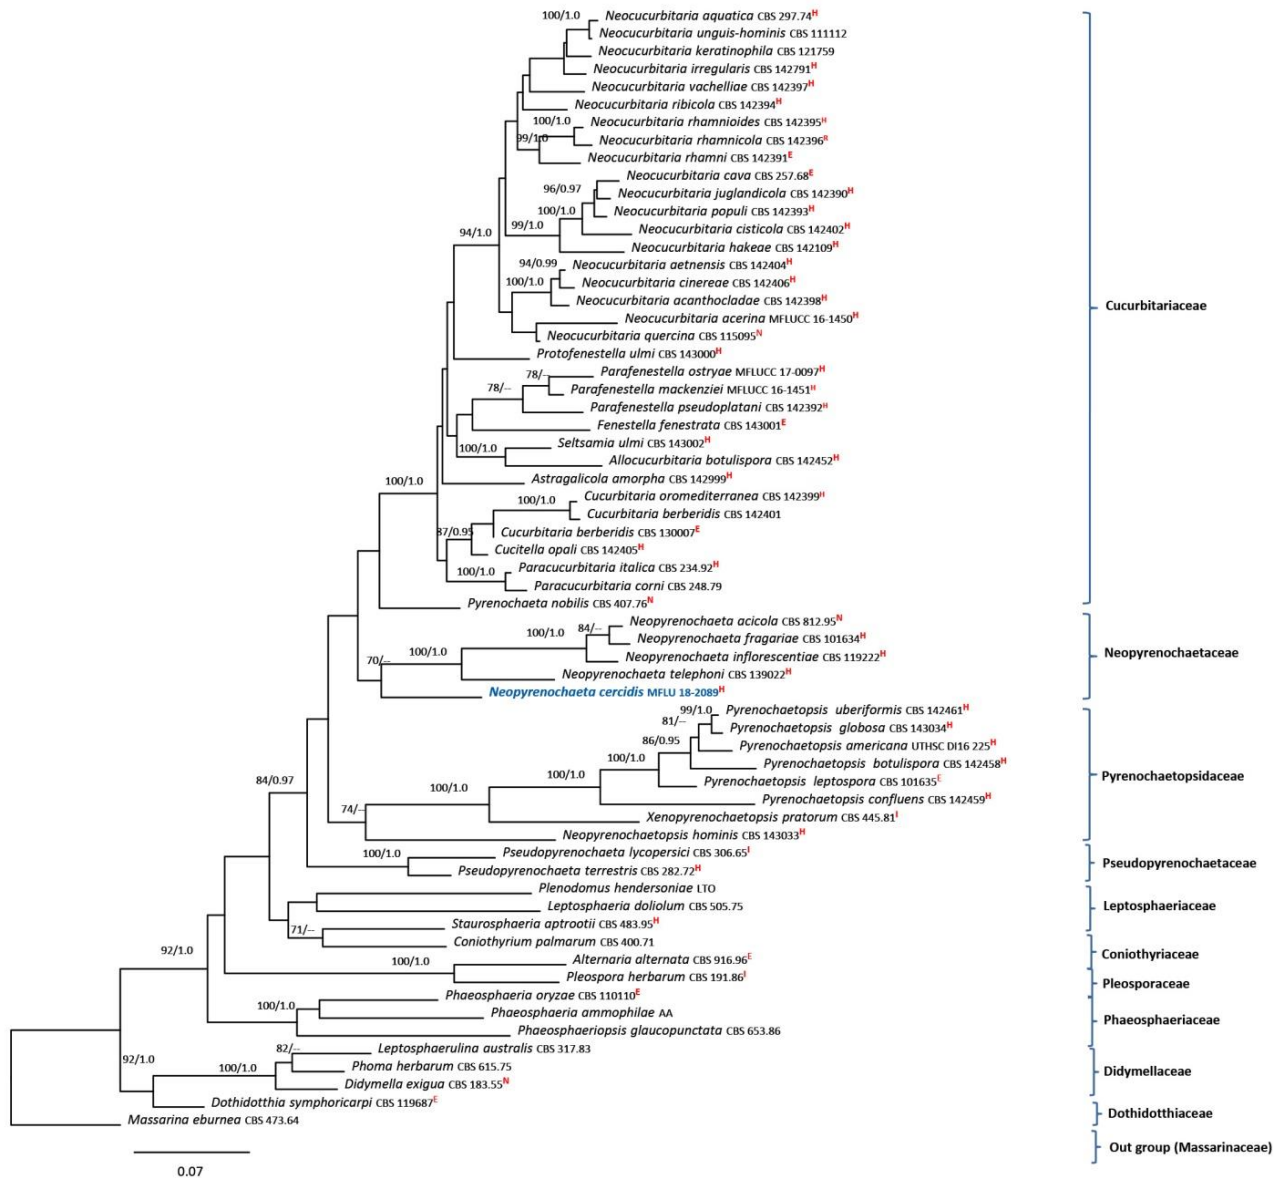 100/1.0
Neocucurbitaria aquatica CBS 297.74H
Neocucurbitaria unguis-hominis CBS 111112
Neocucurbitaria keratinophila CBS 121759
Neocucurbitaria irregularis CBS 142791H
Neocucurbitaria vachelliae CBS 142397H
Neocucurbitaria ribicola CBS 142394H
100/1.0
Neocucurbitaria rhamnioides CBS 142395H
99/1.0
Neocucurbitaria rhamnicola CBS 142396R
Neocucurbitaria rhamni CBS 142391E
Neocucurbitaria cava CBS 257.68E
96/0.97
Neocucurbitaria juglandicola CBS 142390H
100/1.0
Neocucurbitaria populi CBS 142393H
99/1.0
Neocucurbitaria cisticola CBS 142402H
94/1.0
Neocucurbitaria hakeae CBS 142109H
94/0.99
Neocucurbitaria aetnensis CBS 142404H
100/1.0
Neocucurbitaria cinereae CBS 142406H
Neocucurbitaria acanthocladae CBS 142398H
Cucurbitariaceae
Neocucurbitaria acerina MFLUCC 16-1450H
Neocucurbitaria quercina CBS 115095N
Protofenestella ulmi CBS 143000H
78/--
Parafenestella ostryae MFLUCC 17-0097H
78/--
Parafenestella mackenziei MFLUCC 16-1451H
Parafenestella pseudoplatani CBS 142392H
Fenestella fenestrata CBS 143001E
100/1.0
Seltsamia ulmi CBS 143002H
Allocucurbitaria botulispora CBS 142452H
100/1.0
Astragalicola amorpha CBS 142999H
100/1.0
Cucurbitaria oromediterranea CBS 142399H
Cucurbitaria berberidis CBS 142401
87/0.95
Cucurbitaria berberidis CBS 130007E
Cucitella opali CBS 142405H
100/1.0
Paracucurbitaria italica CBS 234.92H
Paracucurbitaria corni CBS 248.79
Pyrenochaeta nobilis CBS 407.76N
Neopyrenochaeta acicola CBS 812.95N
100/1.0
84/--
Neopyrenochaeta fragariae CBS 101634H
100/1.0
Neopyrenochaeta inflorescentiae CBS 119222H
Neopyrenochaetaceae
70/--
Neopyrenochaeta telephoni CBS 139022H
Neopyrenochaeta cercidis MFLU 18-2089H
99/1.0
Pyrenochaetopsis uberiformis CBS 142461H
81/--
Pyrenochaetopsis globosa CBS 143034H
86/0.95
Pyrenochaetopsis americana UTHSC DI16 225H
100/1.0
Pyrenochaetopsis botulispora CBS 142458H
84/0.97
100/1.0
Pyrenochaetopsis leptospora CBS 101635E
Pyrenochaetopsidaceae
100/1.0
Pyrenochaetopsis confluens CBS 142459H
74/--
Xenopyrenochaetopsis pratorum CBS 445.81I
Neopyrenochaetopsis hominis CBS 143033H
100/1.0
Pseudopyrenochaeta lycopersici CBS 306.65I
Pseudopyrenochaetaceae
Pseudopyrenochaeta terrestris CBS 282.72H
Plenodomus hendersoniae LTO
Leptosphaeriaceae
Leptosphaeria doliolum CBS 505.75
71/--
Staurosphaeria aptrootii CBS 483.95H
Coniothyrium palmarum CBS 400.71
Coniothyriaceae
92/1.0
100/1.0
Alternaria alternata CBS 916.96E
Pleospora herbarum CBS 191.86I
Pleosporaceae
Phaeosphaeria oryzae CBS 110110E
100/1.0
Phaeosphaeria ammophilae AA
Phaeosphaeriaceae
Phaeosphaeriopsis glaucopunctata CBS 653.86
82/--
Leptosphaerulina australis CBS 317.83
92/1.0
100/1.0
Phoma herbarum CBS 615.75
Didymellaceae
Didymella exigua CBS 183.55N
Dothidotthia symphoricarpi CBS 119687E
Dothidotthiaceae
Massarina eburnea CBS 473.64
Out group (Massarinaceae)
0.07